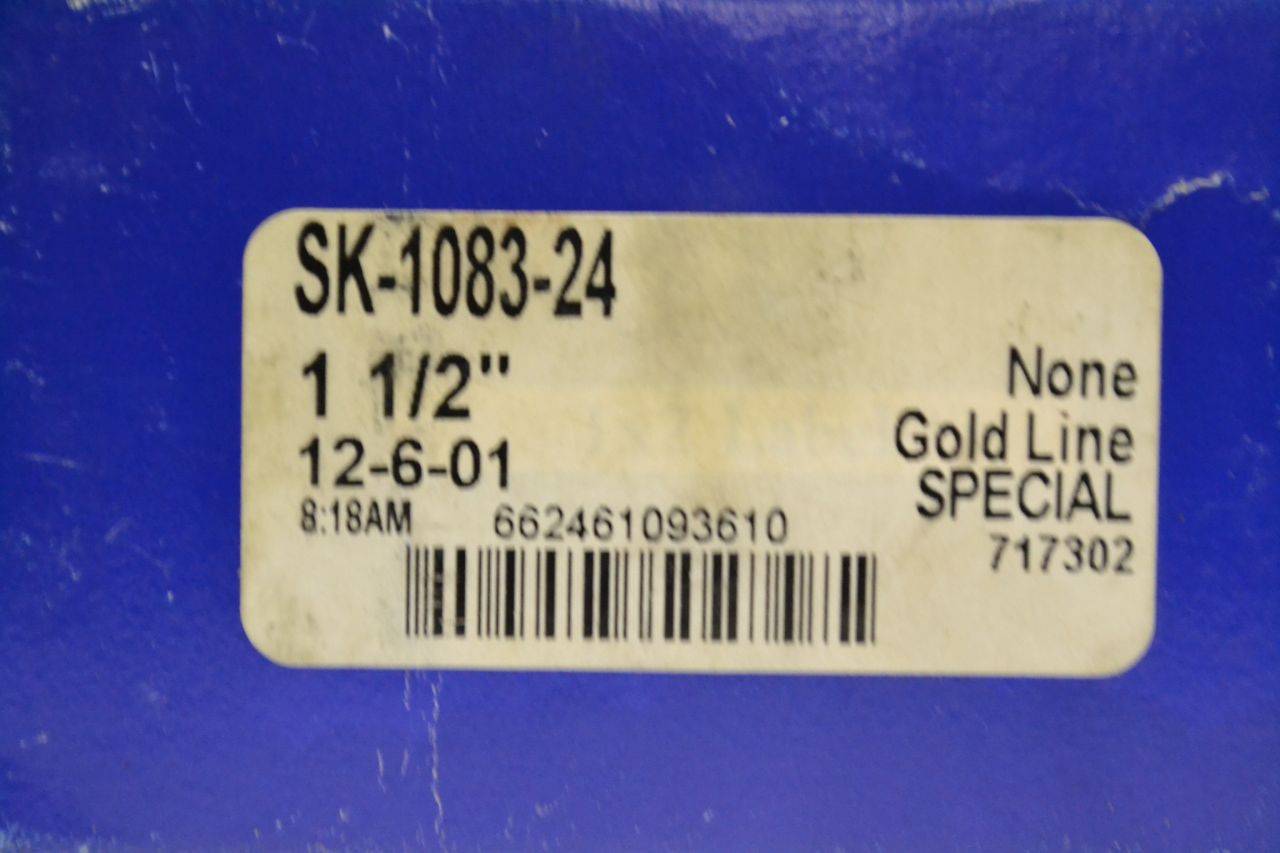 SK-1083-24
1 1/2"
12-6-01
8:18AM
662461093610
None
Gold Line
SPECIAL
717302